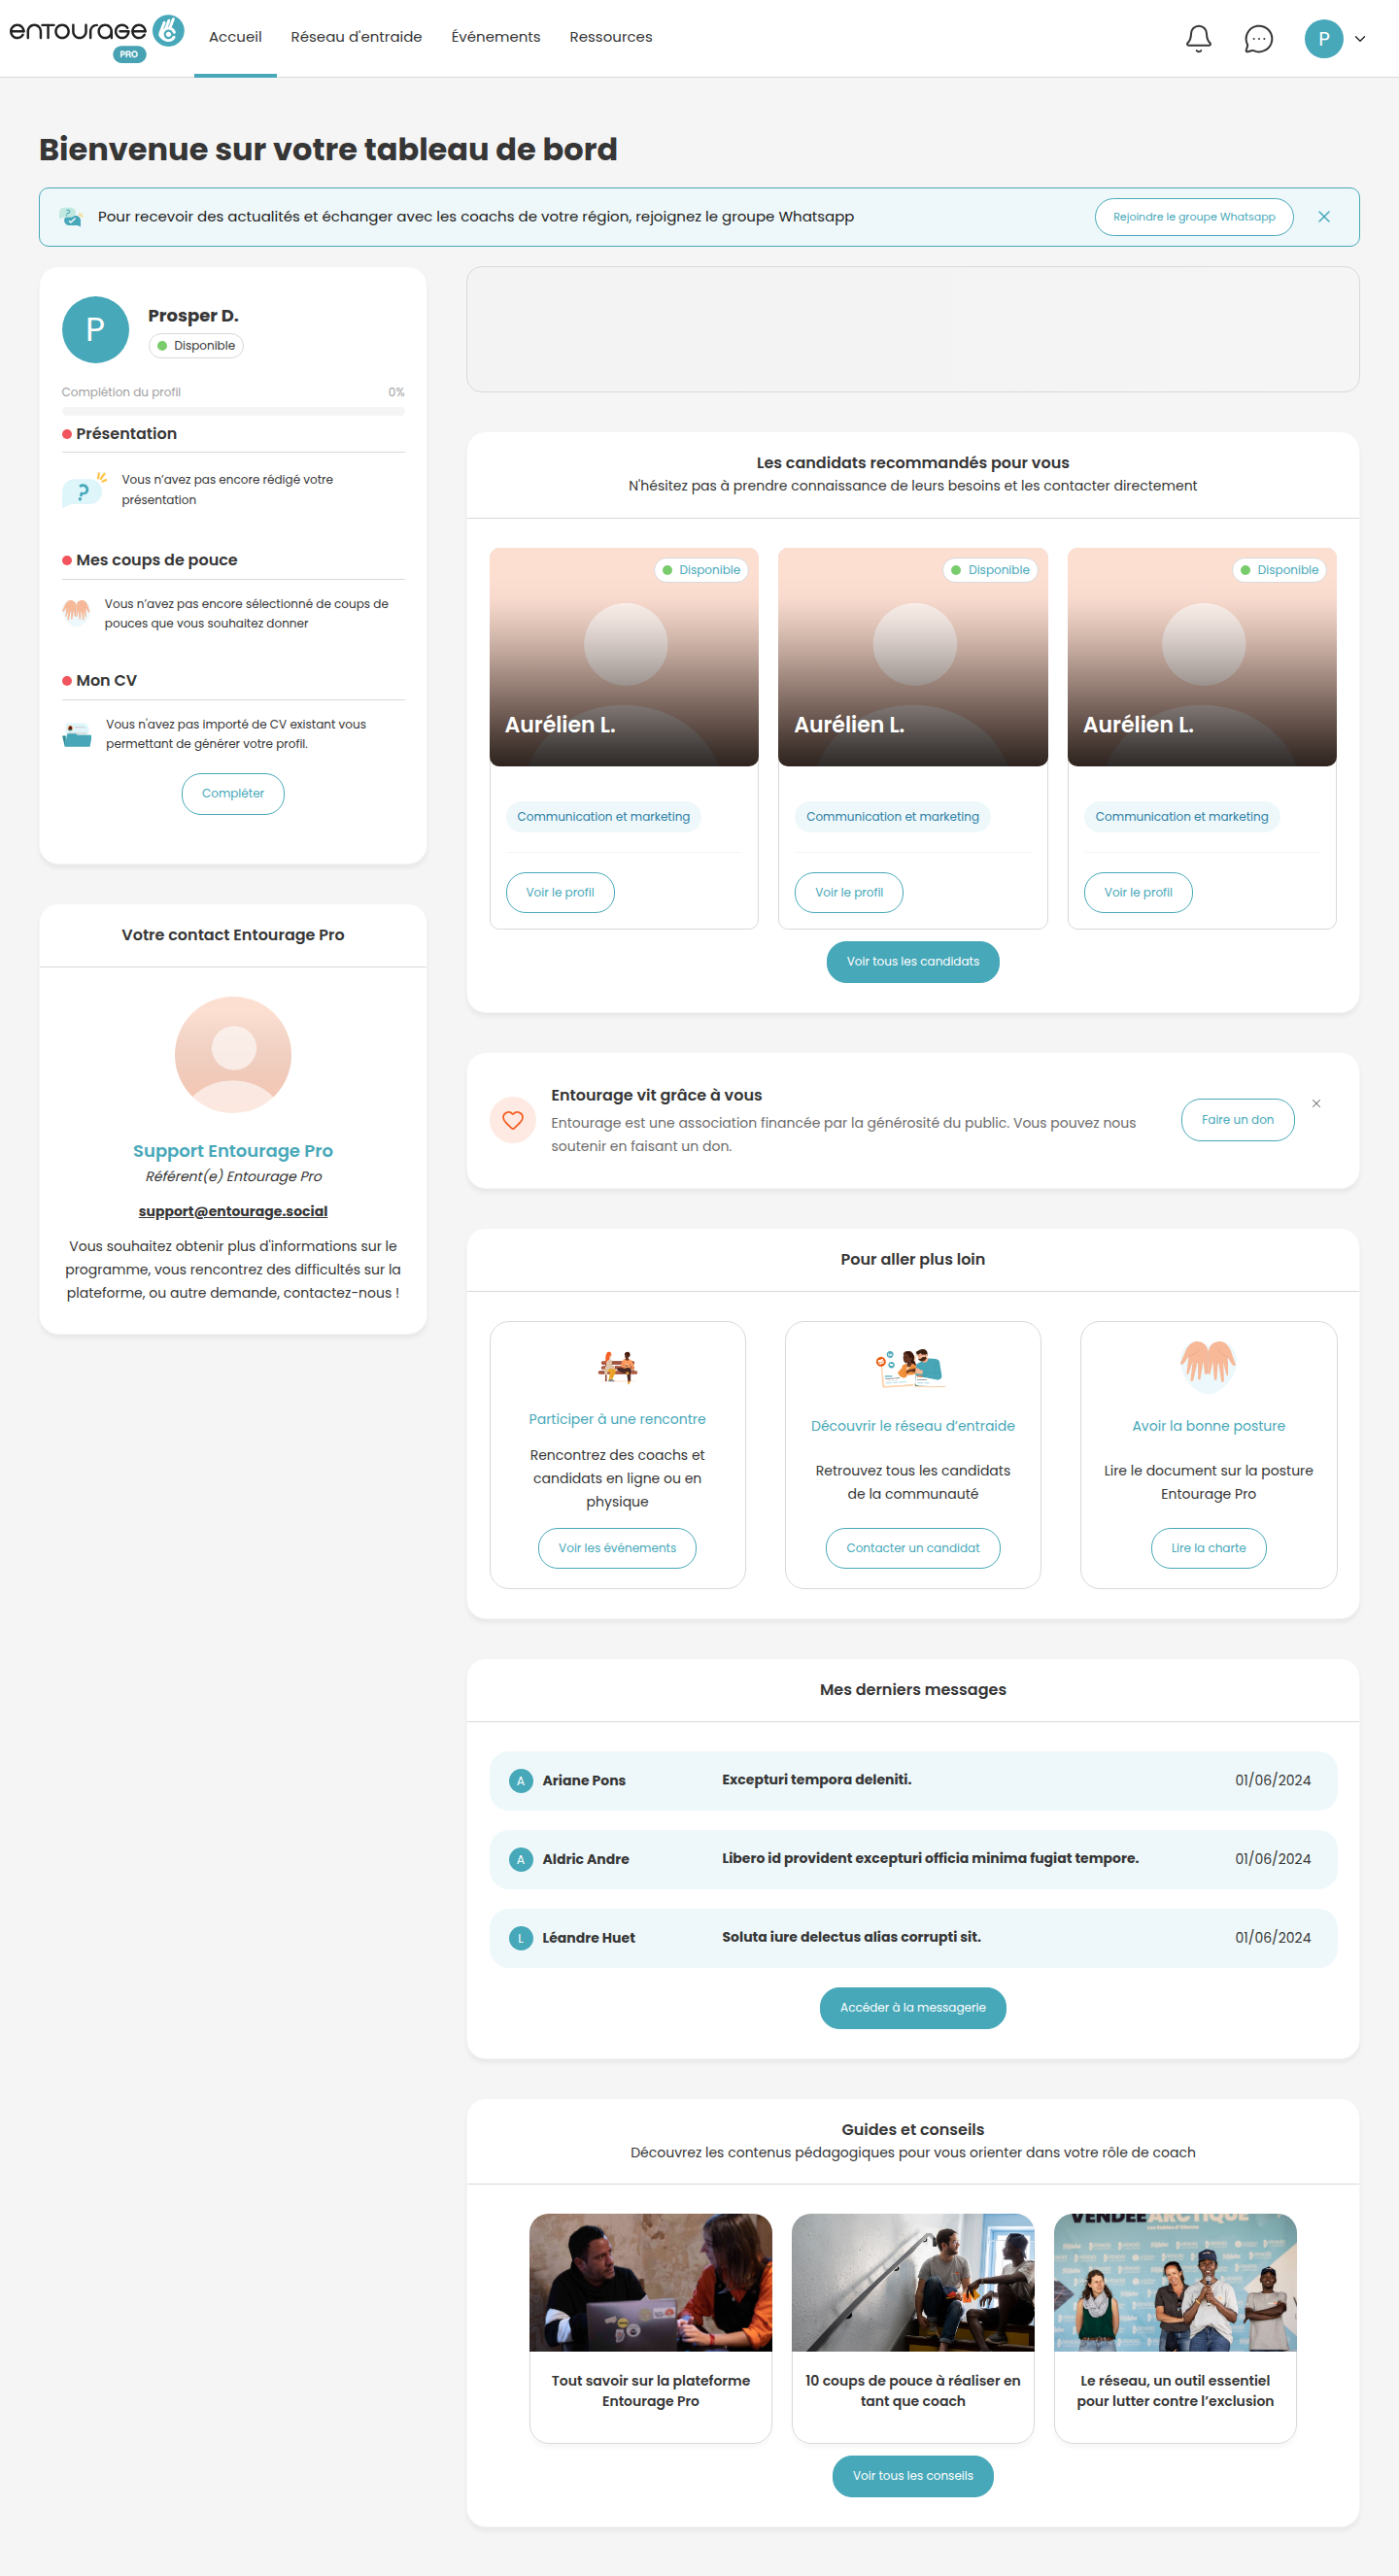 entourage
PRO
Accueil
Réseau d'entraide
Événements
Ressources
P
Bienvenue sur votre tableau de bord
Pour recevoir des actualités et échanger avec les coachs de votre région, rejoignez le groupe Whatsapp
Rejoindre le groupe Whatsapp
P
Prosper D.
Disponible
Complétion du profil
0%
Présentation
?
Vous n’avez pas encore rédigé votre
présentation
Mes coups de pouce
Vous n’avez pas encore sélectionné de coups de
pouces que vous souhaitez donner
Mon CV
Vous n'avez pas importé de CV existant vous
permettant de générer votre profil.
Compléter
Votre contact Entourage Pro
Support Entourage Pro
Référent(e) Entourage Pro
support@entourage.social
Vous souhaitez obtenir plus d'informations sur le
programme, vous rencontrez des difficultés sur la
plateforme, ou autre demande, contactez-nous !
Les candidats recommandés pour vous
N'hésitez pas à prendre connaissance de leurs besoins et les contacter directement
Disponible
Aurélien L.
Communication et marketing
Voir le profil
Disponible
Aurélien L.
Communication et marketing
Voir le profil
Disponible
Aurélien L.
Communication et marketing
Voir le profil
Voir tous les candidats
Entourage vit grâce à vous
Entourage est une association financée par la générosité du public. Vous pouvez nous
soutenir en faisant un don.
Faire un don
Pour aller plus loin
Participer à une rencontre
Rencontrez des coachs et
candidats en ligne ou en
physique
Voir les événements
Découvrir le réseau d’entraide
Retrouvez tous les candidats
de la communauté
Contacter un candidat
Avoir la bonne posture
Lire le document sur la posture
Entourage Pro
Lire la charte
Mes derniers messages
A
Ariane Pons
Excepturi tempora deleniti.
01/06/2024
A
Aldric Andre
Libero id provident excepturi officia minima fugiat tempore.
01/06/2024
L
Léandre Huet
Soluta iure delectus alias corrupti sit.
01/06/2024
Accéder à la messagerie
Guides et conseils
Découvrez les contenus pédagogiques pour vous orienter dans votre rôle de coach
VENDÉE ARCTIQUE
Tout savoir sur la plateforme
Entourage Pro
10 coups de pouce à réaliser en
tant que coach
Le réseau, un outil essentiel
pour lutter contre l’exclusion
Voir tous les conseils